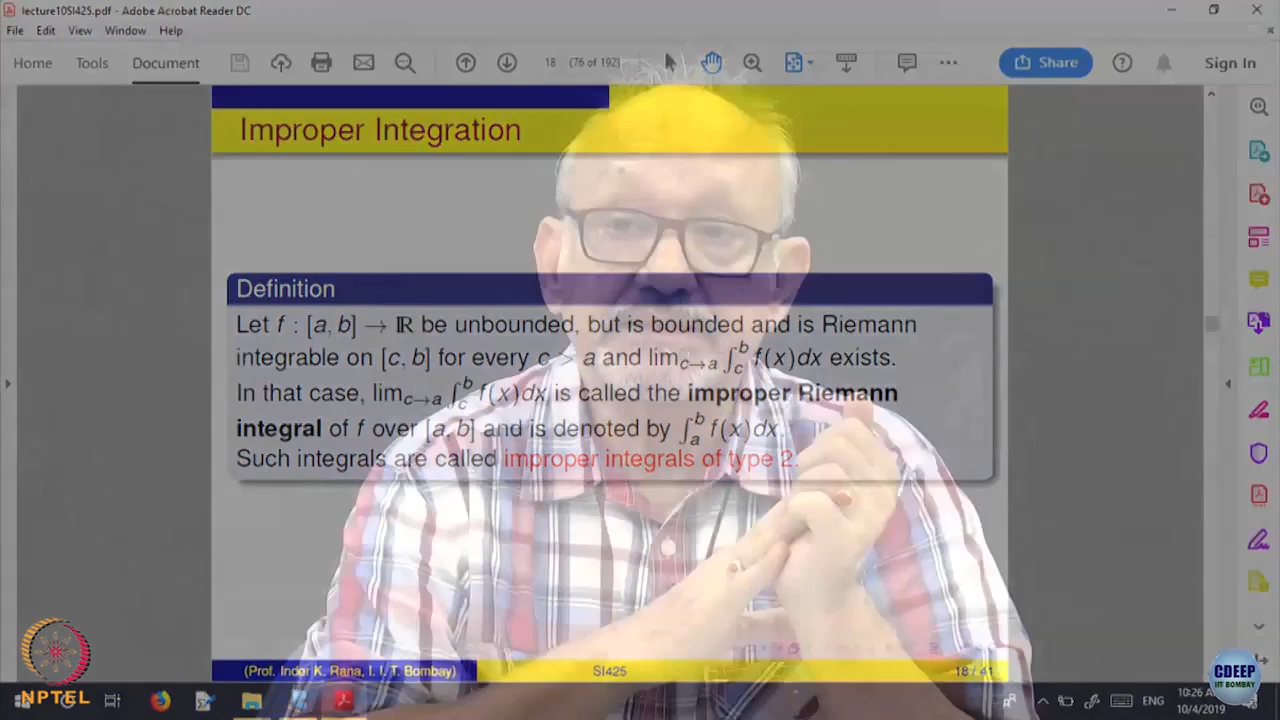 lecture10SI425.pdf - Adobe Acrobat Reader DC
File Edit View Window Help
Home Tools Document 18 (76 of 192) Share Sign In
Improper Integration
Definition
Let f : [a, b] → ℝ be unbounded, but is bounded and is Riemann
integrable on [c, b] for every c > a and lim_{c→a} ∫_c^b f(x)dx exists.
In that case, lim_{c→a} ∫_c^b f(x)dx is called the improper Riemann
integral of f over [a, b] and is denoted by ∫_a^b f(x)dx.
Such integrals are called improper integrals of type 2.
(Prof. Inder K. Rana, I. I. T. Bombay) SI425 18 / 41
NPTEL
CDEEP
IIT BOMBAY
ENG
10:26 A
10/4/2019